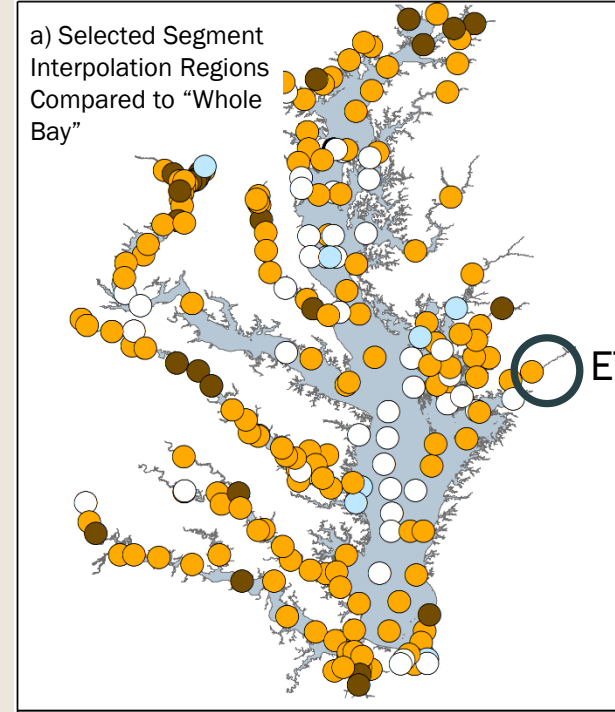 a) Selected Segment
Interpolation Regions
Compared to “Whole
Bay”